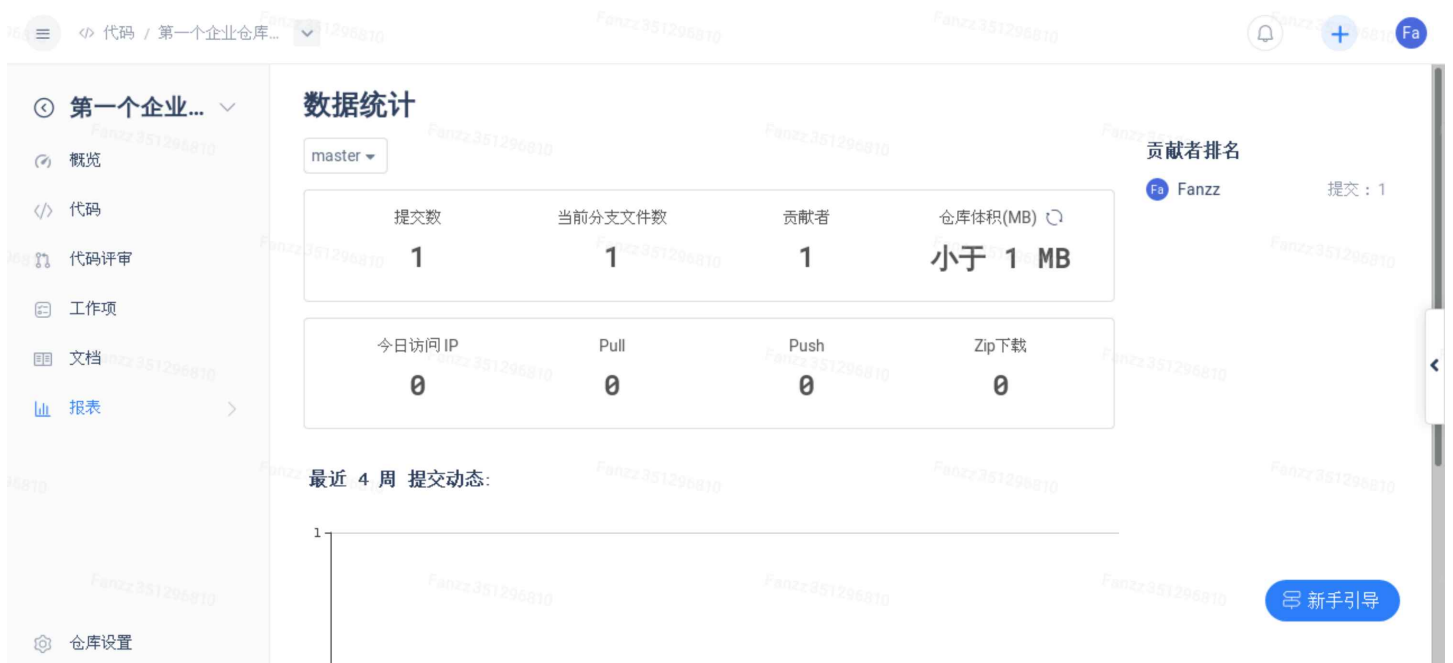 代码 / 第一个企业仓库...
Fa
第一个企业...
概览
代码
代码评审
工作项
文档
报表
仓库设置
数据统计
master
提交数 当前分支文件数 贡献者 仓库体积(MB)
1 1 1 小于 1 MB
今日访问 IP Pull Push Zip下载
0 0 0 0
最近 4 周 提交动态:
1
贡献者排名
Fa Fanzz 提交：1
新手引导
Fanzz351296810